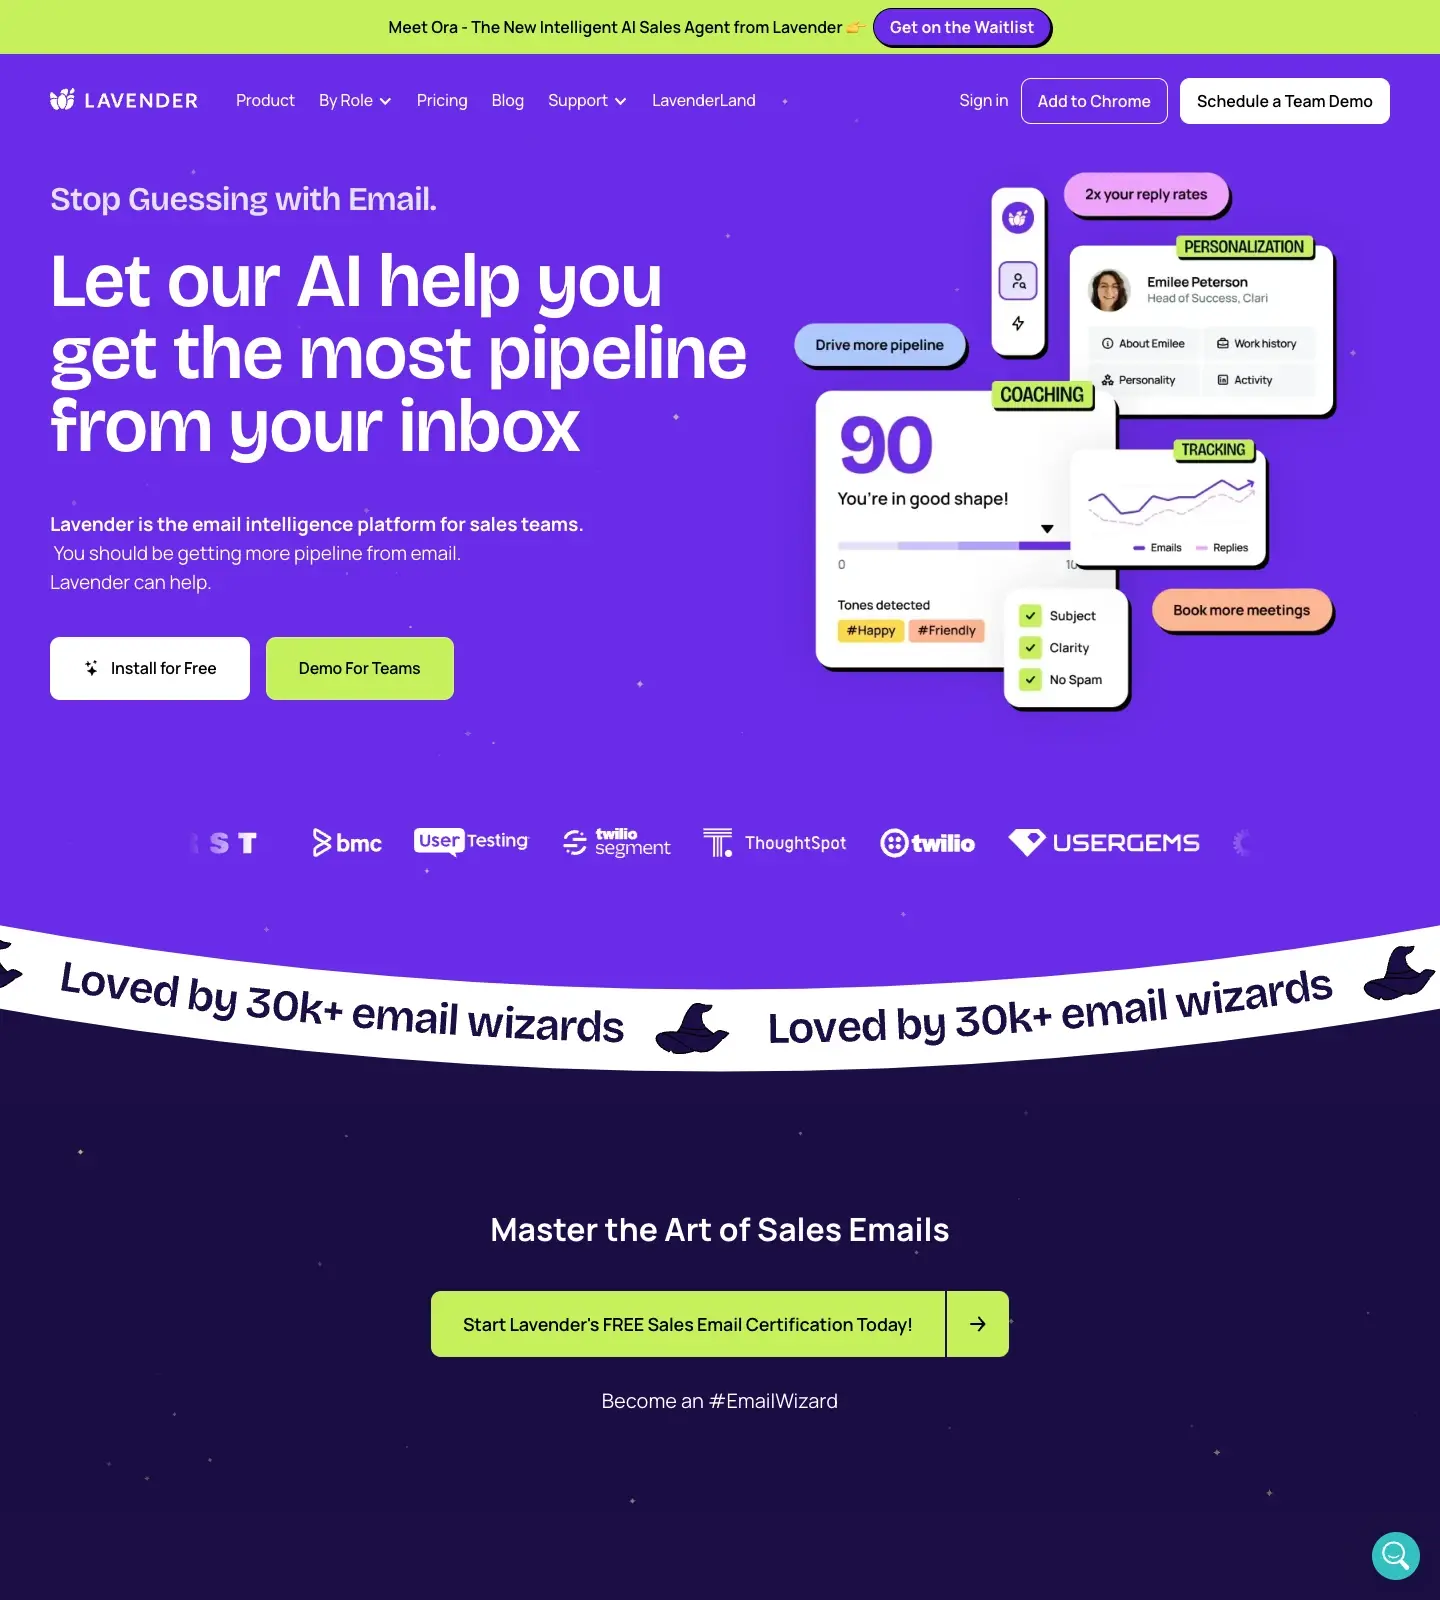 Meet Ora - The New Intelligent AI Sales Agent from Lavender 👉 Get on the Waitlist
LAVENDER Product By Role Pricing Blog Support LavenderLand Sign in Add to Chrome Schedule a Team Demo
Stop Guessing with Email.
Let our AI help you
get the most pipeline
from your inbox
Lavender is the email intelligence platform for sales teams.
You should be getting more pipeline from email.
Lavender can help.
Install for Free Demo For Teams
2x your reply rates
PERSONALIZATION
Emilee Peterson
Head of Success, Clari
About Emilee Work history
Personality Activity
Drive more pipeline
COACHING
90
You're in good shape!
0 10
Tones detected
#Happy #Friendly
TRACKING
Emails Replies
Subject
Clarity
No Spam
Book more meetings
ST bmc UserTesting twilio segment ThoughtSpot twilio USERGEMS
Loved by 30k+ email wizards Loved by 30k+ email wizards
Master the Art of Sales Emails
Start Lavender's FREE Sales Email Certification Today!
Become an #EmailWizard